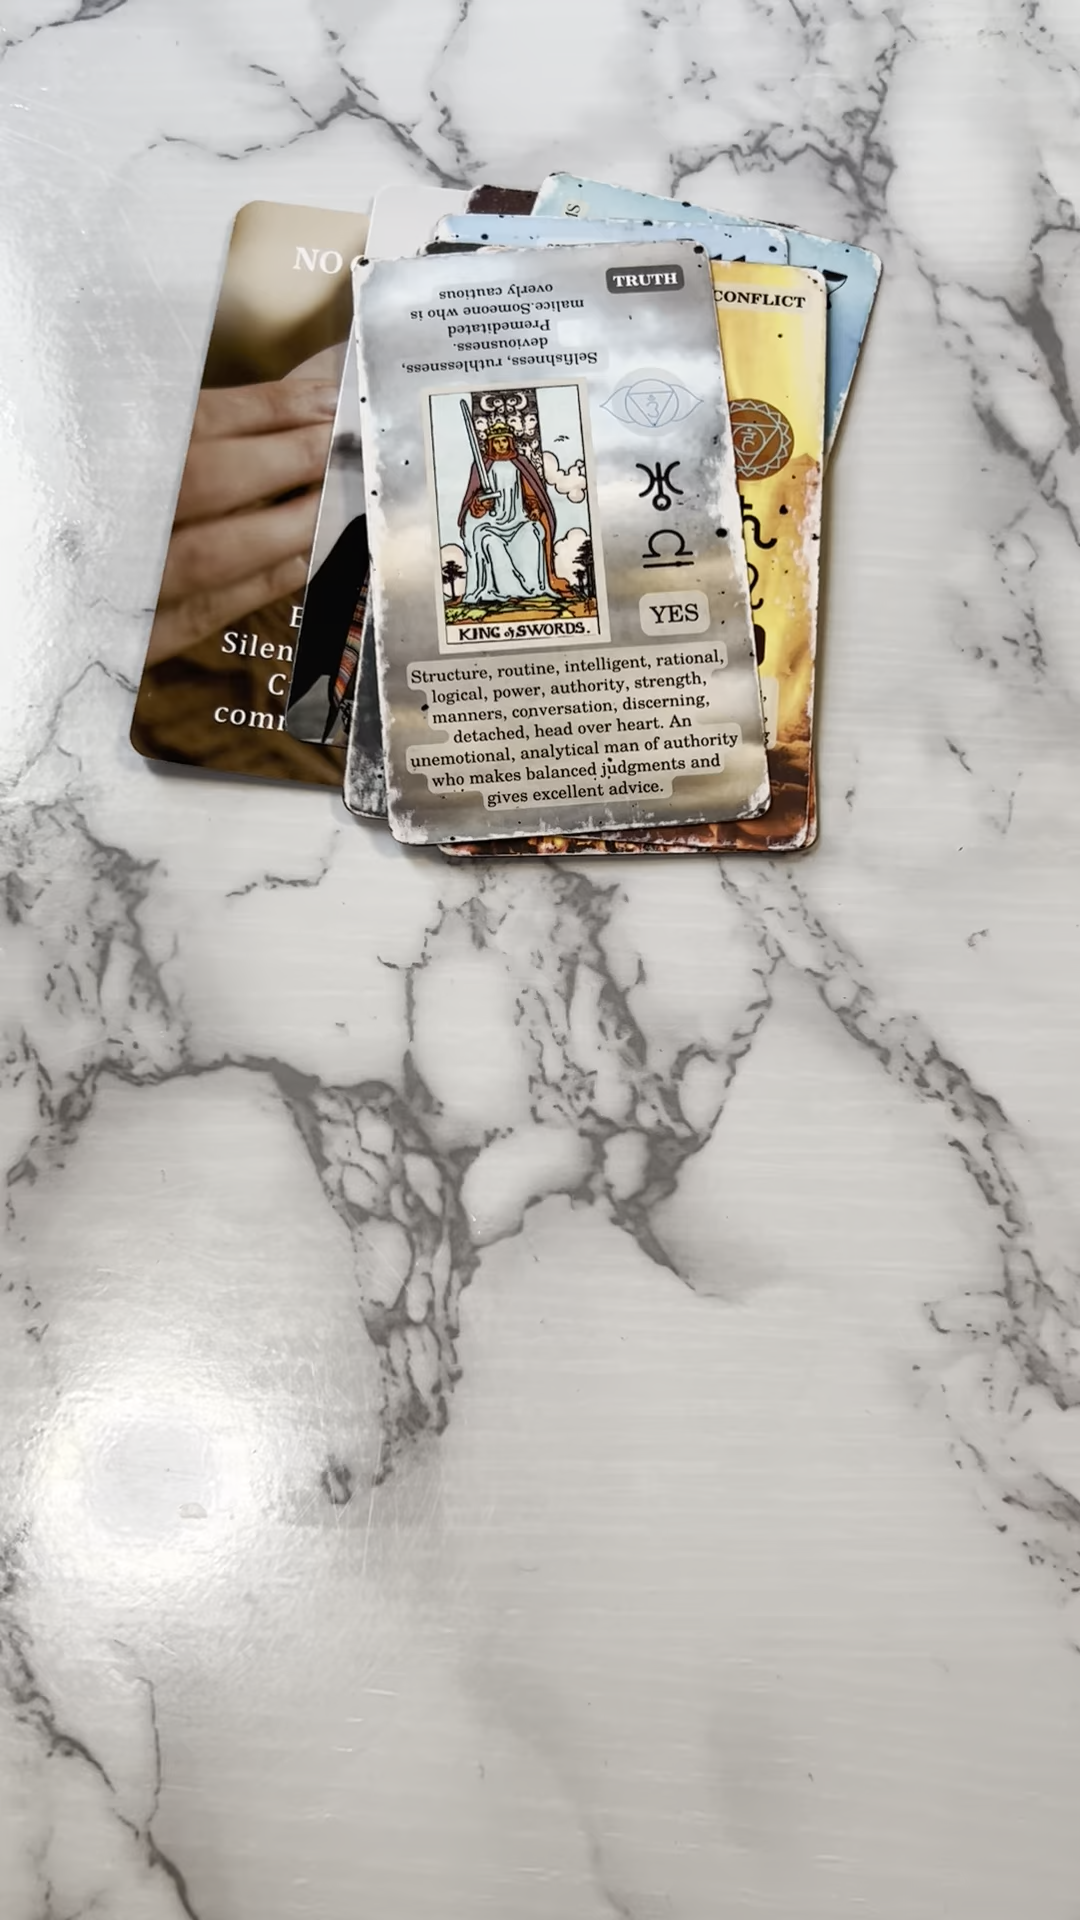 NO
Silen
comm
TRUTH
Selfishness, ruthlessness,
deviousness.
Premeditated
malice.Someone who is
overly cautious
KING of SWORDS.
YES
Structure, routine, intelligent, rational,
logical, power, authority, strength,
manners, conversation, discerning,
detached, head over heart. An
unemotional, analytical man of authority
who makes balanced judgments and
gives excellent advice.
CONFLICT